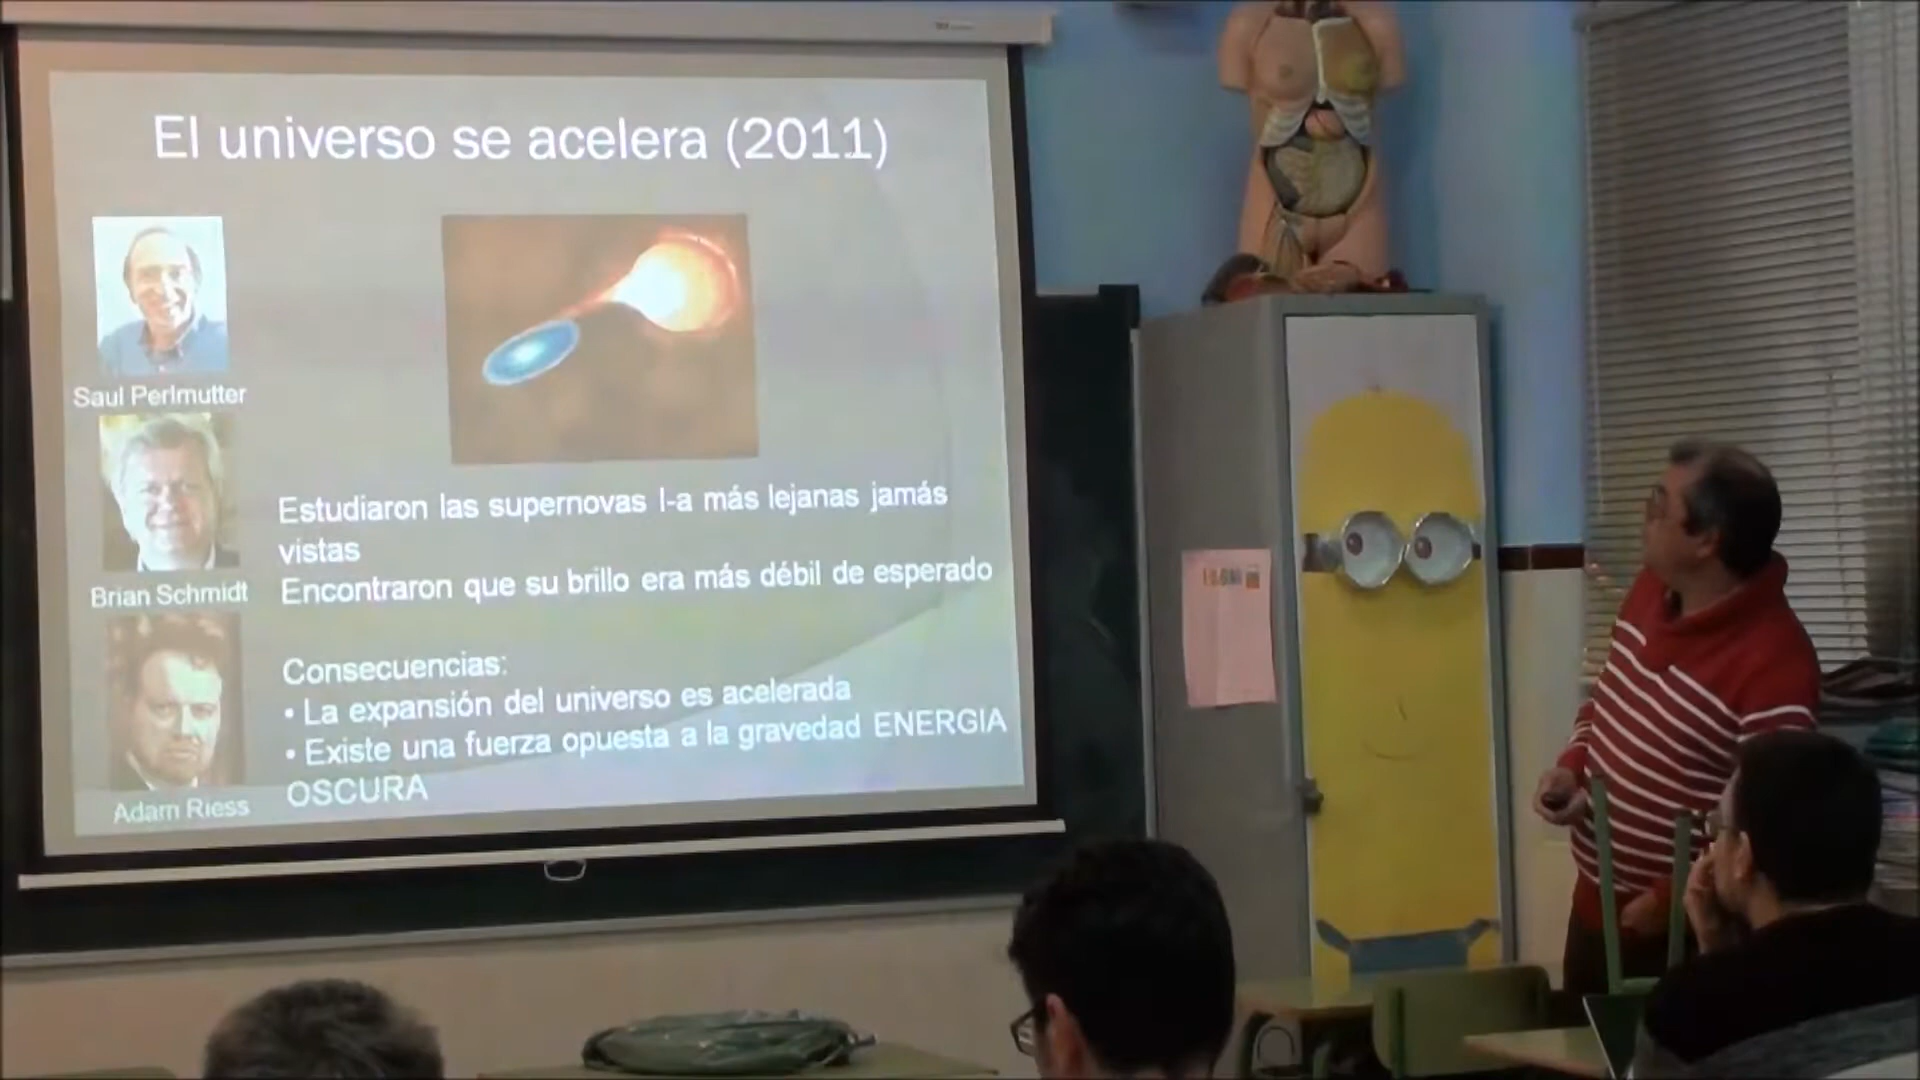 El universo se acelera (2011)
Saul Perlmutter
Brian Schmidt
Adam Riess
Estudiaron las supernovas I-a más lejanas jamás
vistas
Encontraron que su brillo era más débil de esperado
Consecuencias:
• La expansión del universo es acelerada
• Existe una fuerza opuesta a la gravedad ENERGIA
OSCURA